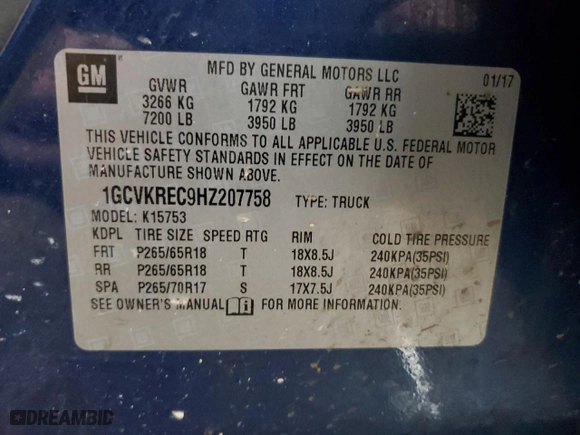 GM
MFD BY GENERAL MOTORS LLC
01/17
GVWR GAWR FRT GAWR RR
3266 KG 1792 KG 1792 KG
7200 LB 3950 LB 3950 LB
THIS VEHICLE CONFORMS TO ALL APPLICABLE U.S. FEDERAL MOTOR
VEHICLE SAFETY STANDARDS IN EFFECT ON THE DATE OF
MANUFACTURE SHOWN ABOVE.
1GCVKREC9HZ207758 TYPE: TRUCK
MODEL: K15753
KDPL TIRE SIZE SPEED RTG RIM COLD TIRE PRESSURE
FRT P265/65R18 T 18X8.5J 240KPA(35PSI)
RR P265/65R18 T 18X8.5J 240KPA(35PSI)
SPA P265/70R17 S 17X7.5J 240KPA(35PSI)
SEE OWNER'S MANUAL FOR MORE INFORMATION.
DREAMBID